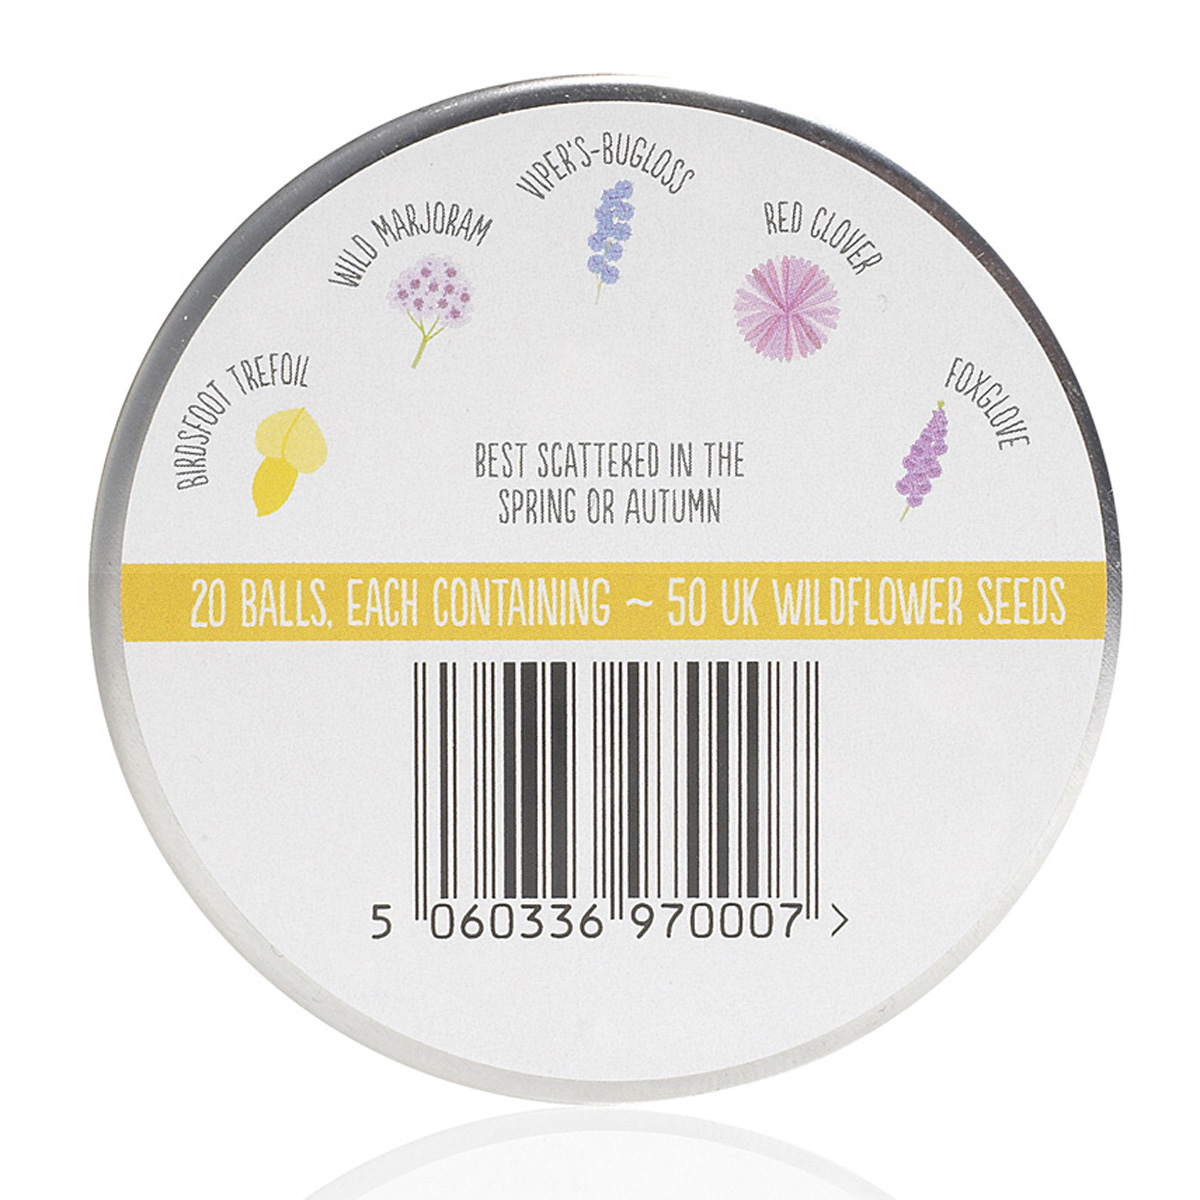 BIRDSFOOT TREFOIL
WILD MARJORAM
VIPER'S-BUGLOSS
RED CLOVER
FOXGLOVE
BEST SCATTERED IN THE
SPRING OR AUTUMN
20 BALLS, EACH CONTAINING ~ 50 UK WILDFLOWER SEEDS
5 060336 970007 >